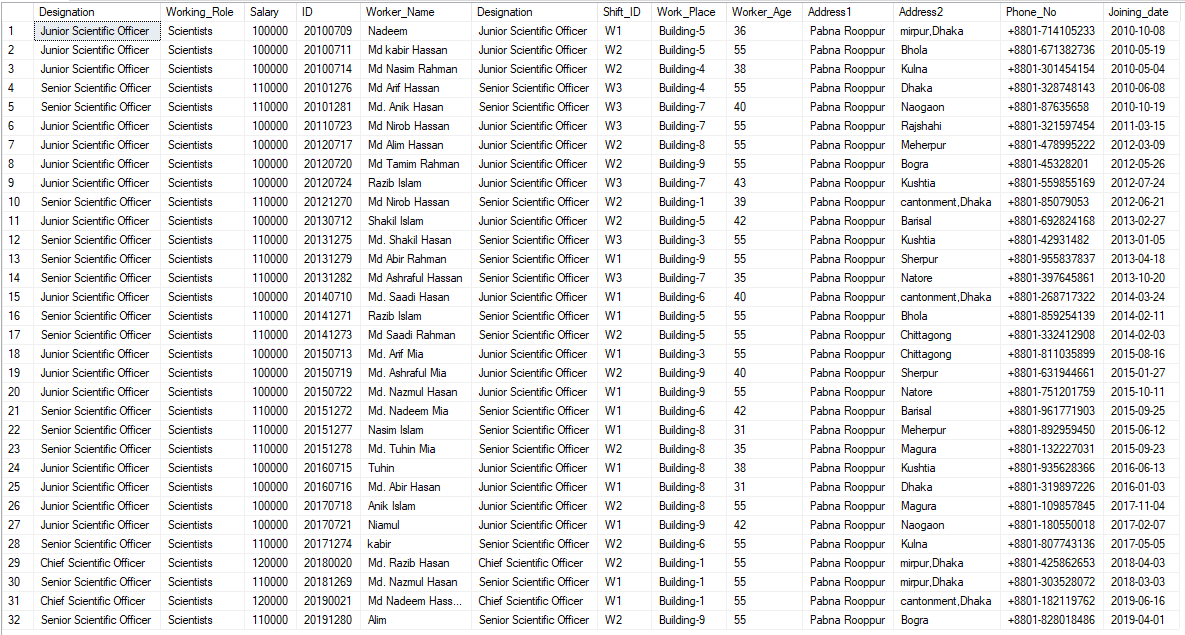 Designation Working_Role Salary ID Worker_Name Designation Shift_ID Work_Place Worker_Age Address1 Address2 Phone_No Joining_date
1 Junior Scientific Officer Scientists 100000 20100709 Nadeem Junior Scientific Officer W1 Building-5 36 Pabna Rooppur mirpur,Dhaka +8801-714105233 2010-10-08
2 Junior Scientific Officer Scientists 100000 20100711 Md kabir Hassan Junior Scientific Officer W2 Building-5 55 Pabna Rooppur Bhola +8801-671382736 2010-05-19
3 Junior Scientific Officer Scientists 100000 20100714 Md Nasim Rahman Junior Scientific Officer W2 Building-4 38 Pabna Rooppur Kulna +8801-301454154 2010-05-04
4 Senior Scientific Officer Scientists 110000 20101276 Md Arif Hassan Senior Scientific Officer W3 Building-4 55 Pabna Rooppur Dhaka +8801-328748143 2010-06-08
5 Senior Scientific Officer Scientists 110000 20101281 Md. Anik Hasan Senior Scientific Officer W3 Building-7 40 Pabna Rooppur Naogaon +8801-87635658 2010-10-19
6 Junior Scientific Officer Scientists 100000 20110723 Md Nirob Hassan Junior Scientific Officer W3 Building-7 55 Pabna Rooppur Rajshahi +8801-321597454 2011-03-15
7 Junior Scientific Officer Scientists 100000 20120717 Md Alim Hassan Junior Scientific Officer W2 Building-8 55 Pabna Rooppur Meherpur +8801-478995222 2012-03-09
8 Junior Scientific Officer Scientists 100000 20120720 Md Tamim Rahman Junior Scientific Officer W2 Building-9 55 Pabna Rooppur Bogra +8801-45328201 2012-05-26
9 Junior Scientific Officer Scientists 100000 20120724 Razib Islam Junior Scientific Officer W3 Building-7 43 Pabna Rooppur Kushtia +8801-559855169 2012-07-24
10 Senior Scientific Officer Scientists 110000 20121270 Md Nirob Hassan Senior Scientific Officer W2 Building-1 39 Pabna Rooppur cantonment,Dhaka +8801-85079053 2012-06-21
11 Junior Scientific Officer Scientists 100000 20130712 Shakil Islam Junior Scientific Officer W2 Building-5 42 Pabna Rooppur Barisal +8801-692824168 2013-02-27
12 Senior Scientific Officer Scientists 110000 20131275 Md. Shakil Hasan Senior Scientific Officer W3 Building-3 55 Pabna Rooppur Kushtia +8801-42931482 2013-01-05
13 Senior Scientific Officer Scientists 110000 20131279 Md Abir Rahman Senior Scientific Officer W1 Building-9 55 Pabna Rooppur Sherpur +8801-955837837 2013-04-18
14 Senior Scientific Officer Scientists 110000 20131282 Md Ashraful Hassan Senior Scientific Officer W3 Building-7 35 Pabna Rooppur Natore +8801-397645861 2013-10-20
15 Junior Scientific Officer Scientists 100000 20140710 Md. Saadi Hasan Junior Scientific Officer W1 Building-6 40 Pabna Rooppur cantonment,Dhaka +8801-268717322 2014-03-24
16 Senior Scientific Officer Scientists 110000 20141271 Razib Islam Senior Scientific Officer W1 Building-5 55 Pabna Rooppur Bhola +8801-859254139 2014-02-11
17 Senior Scientific Officer Scientists 110000 20141273 Md Saadi Rahman Senior Scientific Officer W2 Building-5 55 Pabna Rooppur Chittagong +8801-332412908 2014-02-03
18 Junior Scientific Officer Scientists 100000 20150713 Md. Arif Mia Junior Scientific Officer W1 Building-3 55 Pabna Rooppur Chittagong +8801-811035899 2015-08-16
19 Junior Scientific Officer Scientists 100000 20150719 Md. Ashraful Mia Junior Scientific Officer W2 Building-9 40 Pabna Rooppur Sherpur +8801-631944661 2015-01-27
20 Junior Scientific Officer Scientists 100000 20150722 Md. Nazmul Hasan Junior Scientific Officer W1 Building-9 55 Pabna Rooppur Natore +8801-751201759 2015-10-11
21 Senior Scientific Officer Scientists 110000 20151272 Md. Nadeem Mia Senior Scientific Officer W1 Building-6 42 Pabna Rooppur Barisal +8801-961771903 2015-09-25
22 Senior Scientific Officer Scientists 110000 20151277 Nasim Islam Senior Scientific Officer W1 Building-8 31 Pabna Rooppur Meherpur +8801-892959450 2015-06-12
23 Senior Scientific Officer Scientists 110000 20151278 Md. Tuhin Mia Senior Scientific Officer W2 Building-8 35 Pabna Rooppur Magura +8801-132227031 2015-09-23
24 Junior Scientific Officer Scientists 100000 20160715 Tuhin Junior Scientific Officer W1 Building-8 38 Pabna Rooppur Kushtia +8801-935628366 2016-06-13
25 Junior Scientific Officer Scientists 100000 20160716 Md. Abir Hasan Junior Scientific Officer W1 Building-8 31 Pabna Rooppur Dhaka +8801-319897226 2016-01-03
26 Junior Scientific Officer Scientists 100000 20170718 Anik Islam Junior Scientific Officer W2 Building-8 55 Pabna Rooppur Magura +8801-109857845 2017-11-04
27 Junior Scientific Officer Scientists 100000 20170721 Niamul Junior Scientific Officer W1 Building-9 42 Pabna Rooppur Naogaon +8801-180550018 2017-02-07
28 Senior Scientific Officer Scientists 110000 20171274 kabir Senior Scientific Officer W2 Building-6 55 Pabna Rooppur Kulna +8801-807743136 2017-05-05
29 Chief Scientific Officer Scientists 120000 20180020 Md. Razib Hasan Chief Scientific Officer W2 Building-1 55 Pabna Rooppur mirpur,Dhaka +8801-425862653 2018-04-03
30 Senior Scientific Officer Scientists 110000 20181269 Md. Nazmul Hasan Senior Scientific Officer W1 Building-1 55 Pabna Rooppur mirpur,Dhaka +8801-303528072 2018-03-03
31 Chief Scientific Officer Scientists 120000 20190021 Md Nadeem Hass... Chief Scientific Officer W1 Building-1 55 Pabna Rooppur cantonment,Dhaka +8801-182119762 2019-06-16
32 Senior Scientific Officer Scientists 110000 20191280 Alim Senior Scientific Officer W2 Building-9 55 Pabna Rooppur Bogra +8801-828018486 2019-04-01